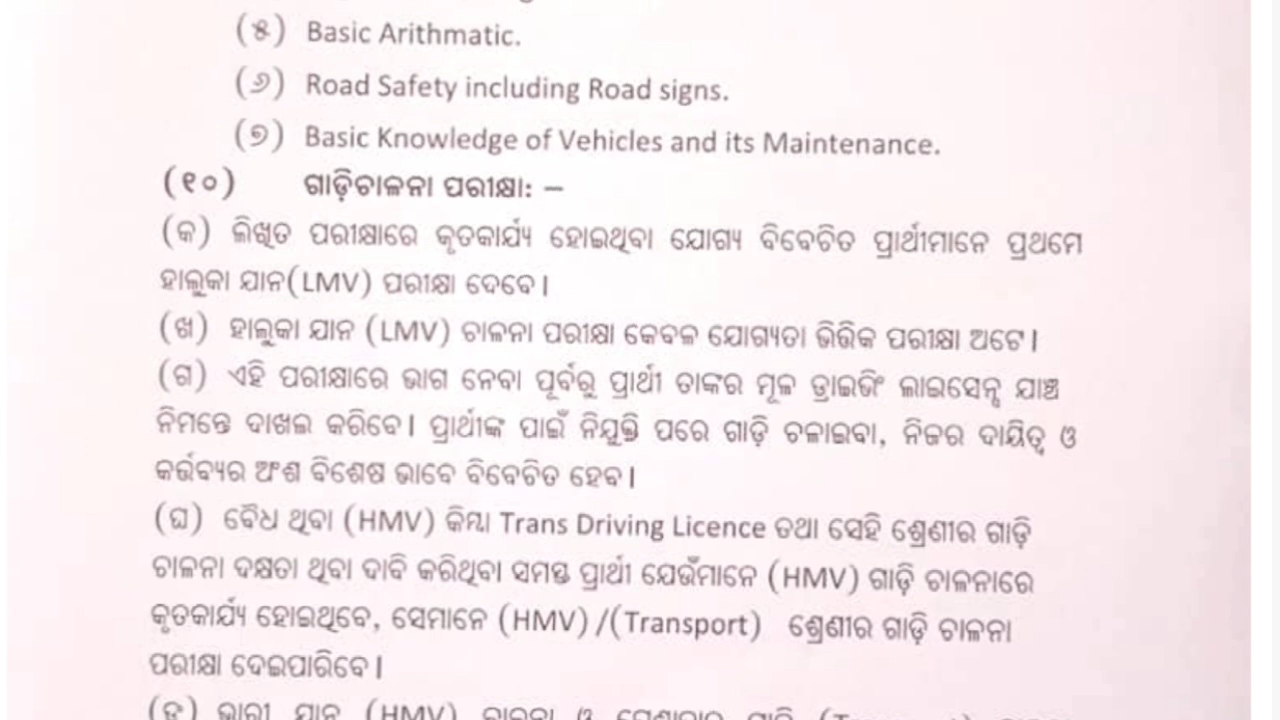 (୫) Basic Arithmatic.
(୬) Road Safety including Road signs.
(୭) Basic Knowledge of Vehicles and its Maintenance.
(୧୦) ଗାଡ଼ିଚାଳନା ପରୀକ୍ଷା: –
(କ) ଲିଖିତ ପରୀକ୍ଷାରେ କୃତକାର୍ଯ୍ୟ ହୋଇଥିବା ଯୋଗ୍ୟ ବିବେଚିତ ପ୍ରାର୍ଥୀମାନେ ପ୍ରଥମେ
ହାଲୁକା ଯାନ(LMV) ପରୀକ୍ଷା ଦେବେ।
(ଖ) ହାଲୁକା ଯାନ (LMV) ଚାଳନା ପରୀକ୍ଷା କେବଳ ଯୋଗ୍ୟତା ଭିତ୍ତିକ ପରୀକ୍ଷା ଅଟେ।
(ଗ) ଏହି ପରୀକ୍ଷାରେ ଭାଗ ନେବା ପୂର୍ବରୁ ପ୍ରାର୍ଥୀ ତାଙ୍କର ମୂଳ ଡ୍ରାଇଭିଂ ଲାଇସେନ୍ସ ଯାଞ୍ଚ
ନିମନ୍ତେ ଦାଖଲ କରିବେ। ପ୍ରାର୍ଥୀଙ୍କ ପାଇଁ ନିଯୁକ୍ତି ପରେ ଗାଡ଼ି ଚଳାଇବା, ନିଜର ଦାୟିତ୍ୱ ଓ
କର୍ତ୍ତବ୍ୟର ଅଂଶ ବିଶେଷ ଭାବେ ବିବେଚିତ ହେବ।
(ଘ) ବୈଧ ଥିବା (HMV) କିମ୍ବା Trans Driving Licence ତଥା ସେହି ଶ୍ରେଣୀର ଗାଡ଼ି
ଚାଳନା ଦକ୍ଷତା ଥିବା ଦାବି କରିଥିବା ସମସ୍ତ ପ୍ରାର୍ଥୀ ଯେଉଁମାନେ (HMV) ଗାଡ଼ି ଚାଳନାରେ
କୃତକାର୍ଯ୍ୟ ହୋଇଥିବେ, ସେମାନେ (HMV)/(Transport) ଶ୍ରେଣୀର ଗାଡ଼ି ଚାଳନା
ପରୀକ୍ଷା ଦେଇପାରିବେ।
(ଙ) ଭାରୀ ଯାନ (HMV) ଚାଳନା ଓ